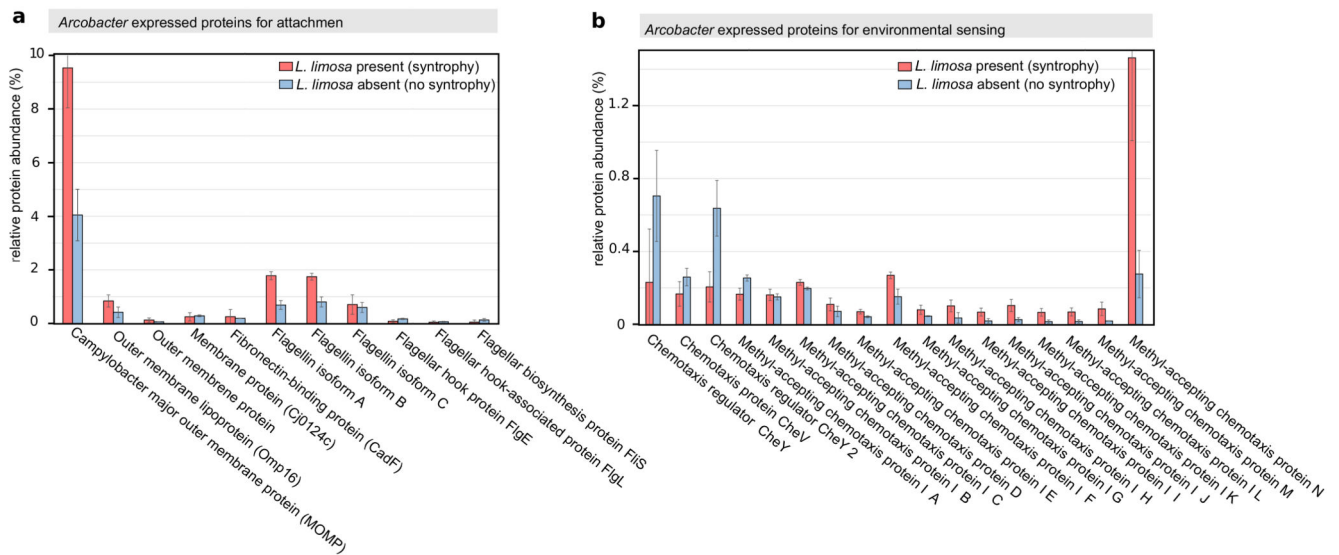 a
Arcobacter expressed proteins for attachmen
relative protein abundance (%)
10
8
6
4
2
0
L. limosa present (syntrophy)
L. limosa absent (no syntrophy)
Campylobacter major outer membrane protein (MOMP)
Outer membrane lipoprotein (Omp16)
Outer membrene protein
Membrane protein (Cj0124c)
Fibronectin-binding protein (CadF)
Flagellin isoform A
Flagellin isoform B
Flagellin isoform C
Flagellar hook protein FlgE
Flagellar hook-associated protein FlgL
Flagellar biosynthesis protein FliS
b
Arcobacter expressed proteins for environmental sensing
relative protein abundance (%)
1.2
0.8
0.4
0
L. limosa present (syntrophy)
L. limosa absent (no syntrophy)
Chemotaxis regulator CheY
Chemotaxis protein CheV
Chemotaxis regulator CheY 2
Methyl-accepting chemotaxis protein I A
Methyl-accepting chemotaxis protein I B
Methyl-accepting chemotaxis protein I C
Methyl-accepting chemotaxis protein D
Methyl-accepting chemotaxis protein I E
Methyl-accepting chemotaxis protein I F
Methyl-accepting chemotaxis protein I G
Methyl-accepting chemotaxis protein I H
Methyl-accepting chemotaxis protein I I
Methyl-accepting chemotaxis protein I J
Methyl-accepting chemotaxis protein I K
Methyl-accepting chemotaxis protein I L
Methyl-accepting chemotaxis protein M
Methyl-accepting chemotaxis protein N